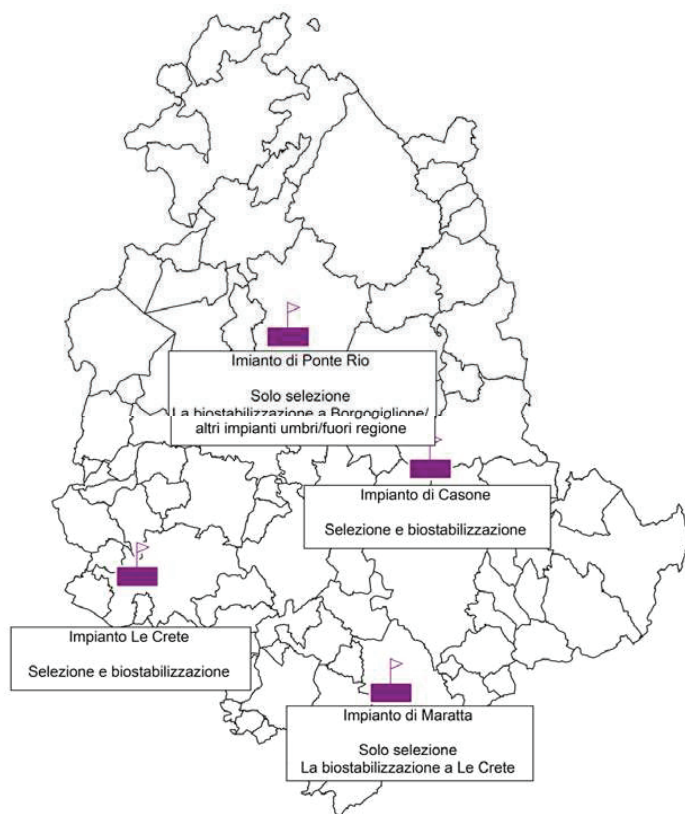 Imianto di Ponte Rio
Solo selezione
La biostabilizzazione a Borgogiglione/
altri impianti umbri/fuori regione
Impianto di Casone
Selezione e biostabilizzazione
Impianto Le Crete
Selezione e biostabilizzazione
Impianto di Maratta
Solo selezione
La biostabilizzazione a Le Crete